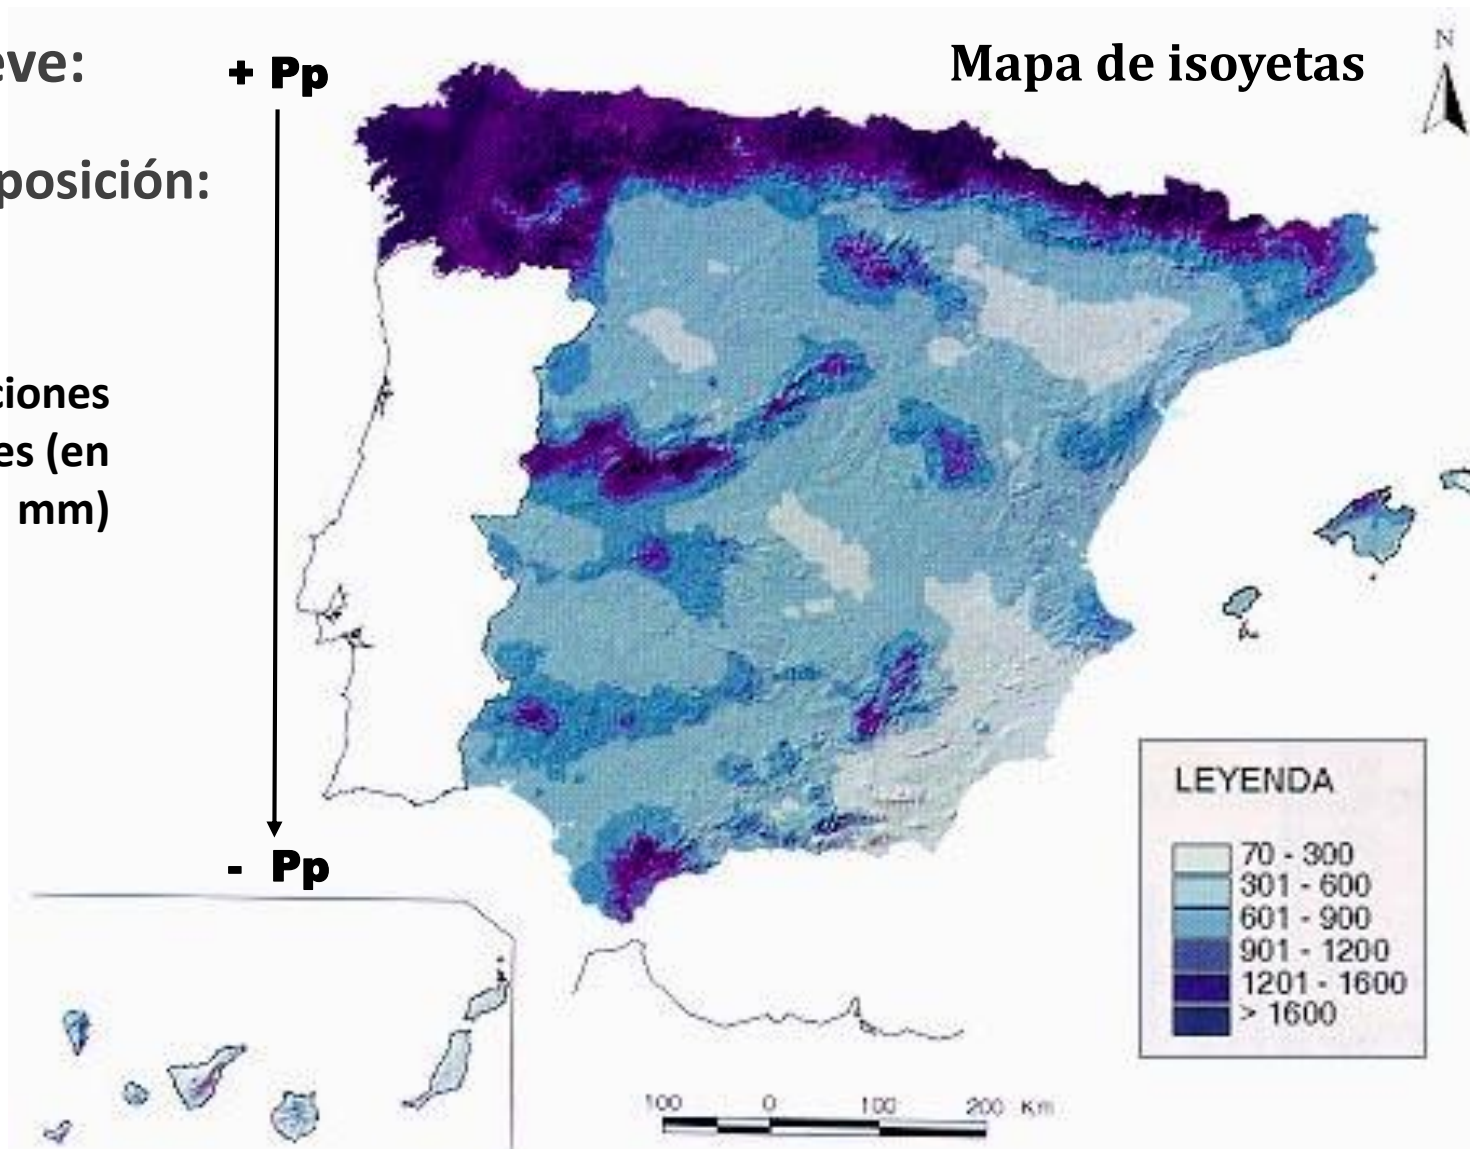 eve:
posición:
ciones
es (en
mm)
+ Pp
- Pp
Mapa de isoyetas
N
LEYENDA
70 - 300
301 - 600
601 - 900
901 - 1200
1201 - 1600
> 1600
100 0 100 200 Km